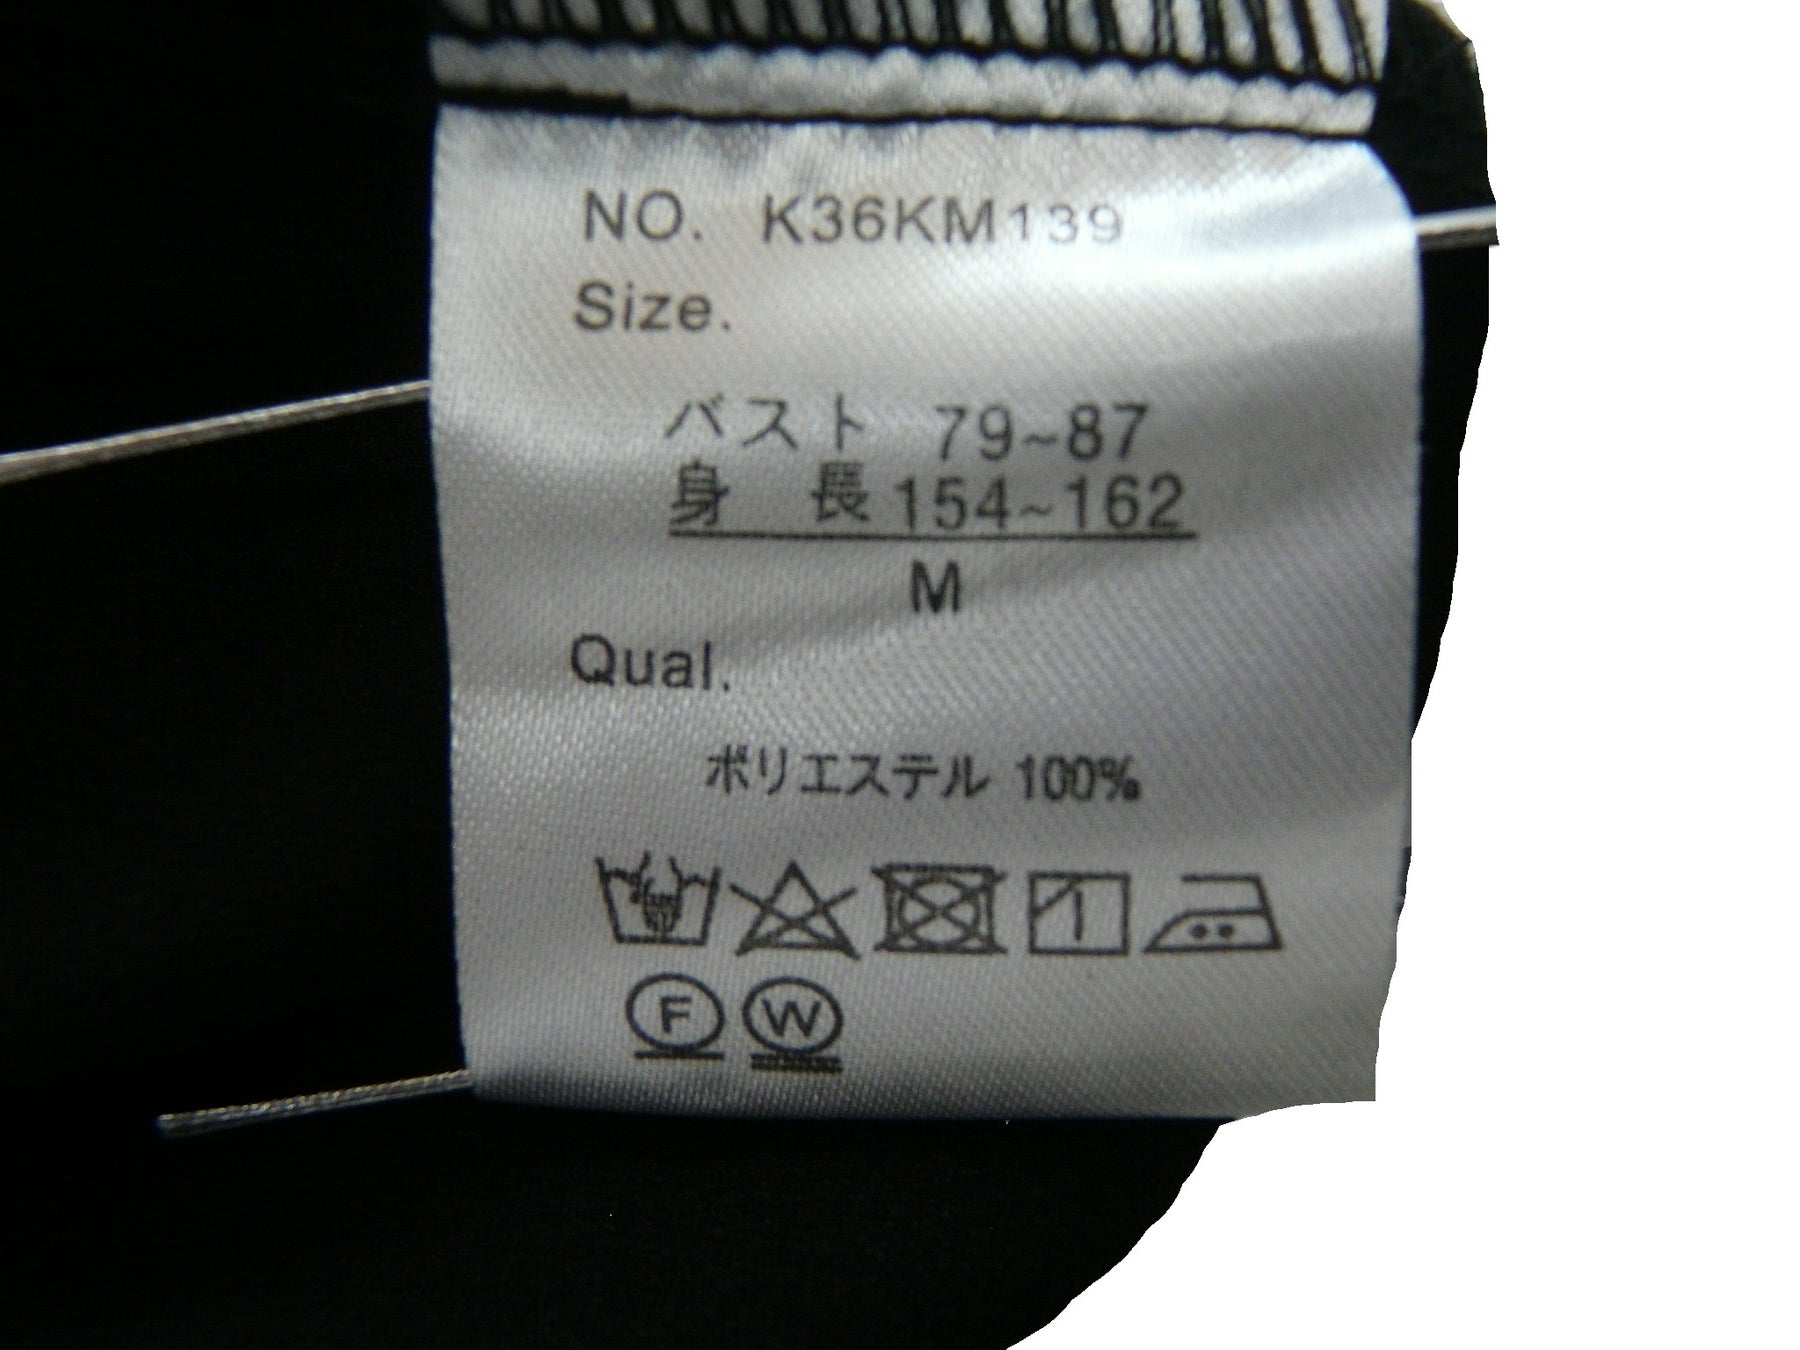 NO. K36KM139
Size.
バスト 79~87
身 長 154~162
M
Qual.
ポリエステル 100%
F W